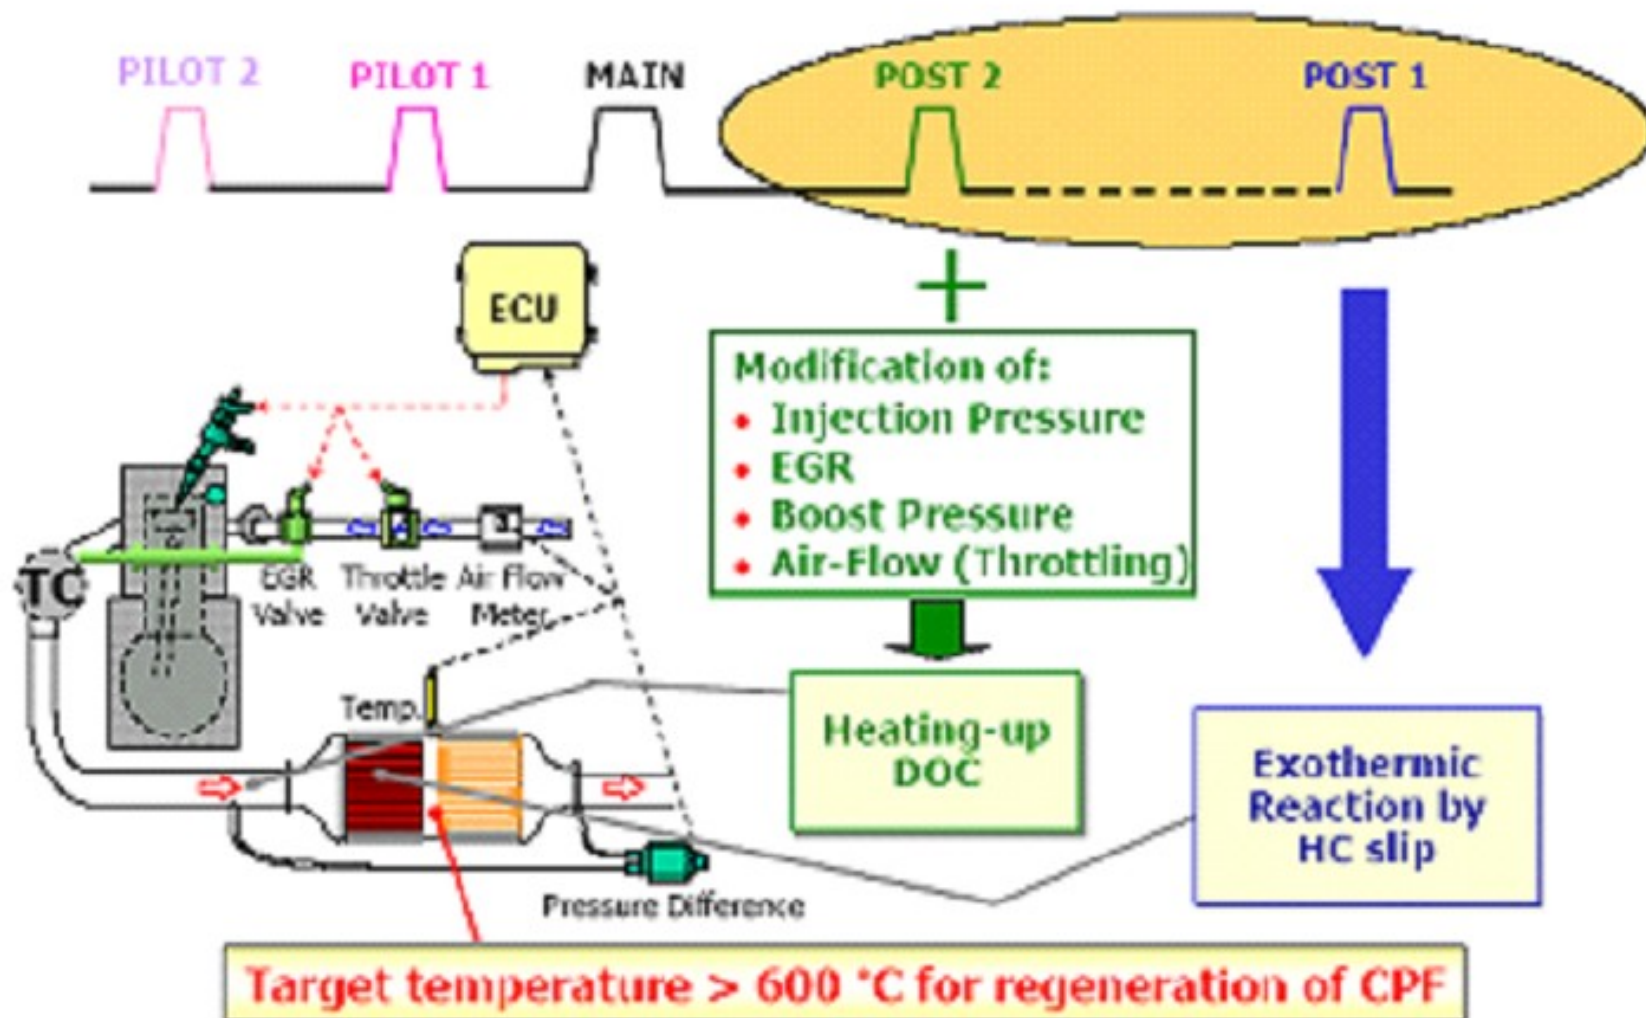 PILOT 2 PILOT 1 MAIN POST 2 POST 1
ECU
Modification of:
• Injection Pressure
• EGR
• Boost Pressure
• Air-Flow (Throttling)
TC
EGR Valve
Throttle Valve
Air Flow Meter
Temp.
Heating-up
DOC
Exothermic
Reaction by
HC slip
Pressure Difference
Target temperature > 600 °C for regeneration of CPF